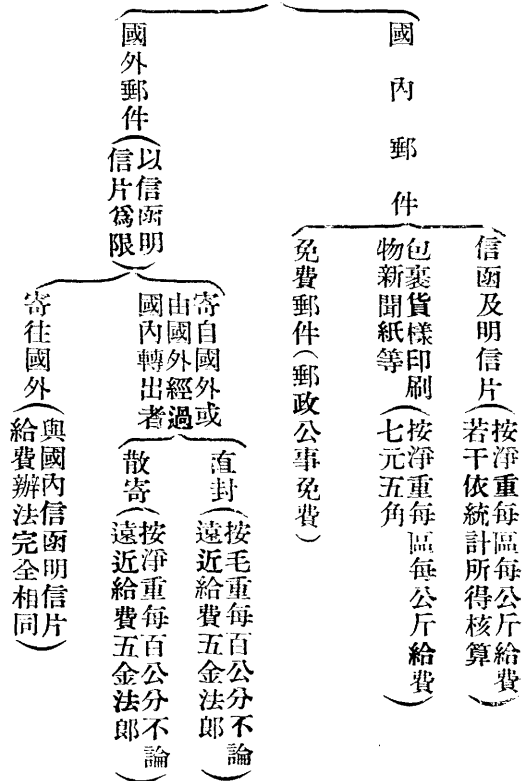 國內郵件
信函及明信片（按淨重每區每公斤給費
若干依統計所得核算）
包裹貨樣印刷
物新聞紙等（按淨重每區每公斤給費
七元五角）
免費郵件（郵政公事免費）
國外郵件（以信函明
信片爲限）
寄自國外或
由國外經過
國內轉出者
直封（按毛重每百公分不論
遠近給費五金法郎）
散寄（按淨重每百公分不論
遠近給費五金法郎）
寄往國外（與國內信函明信片
給費辦法完全相同）